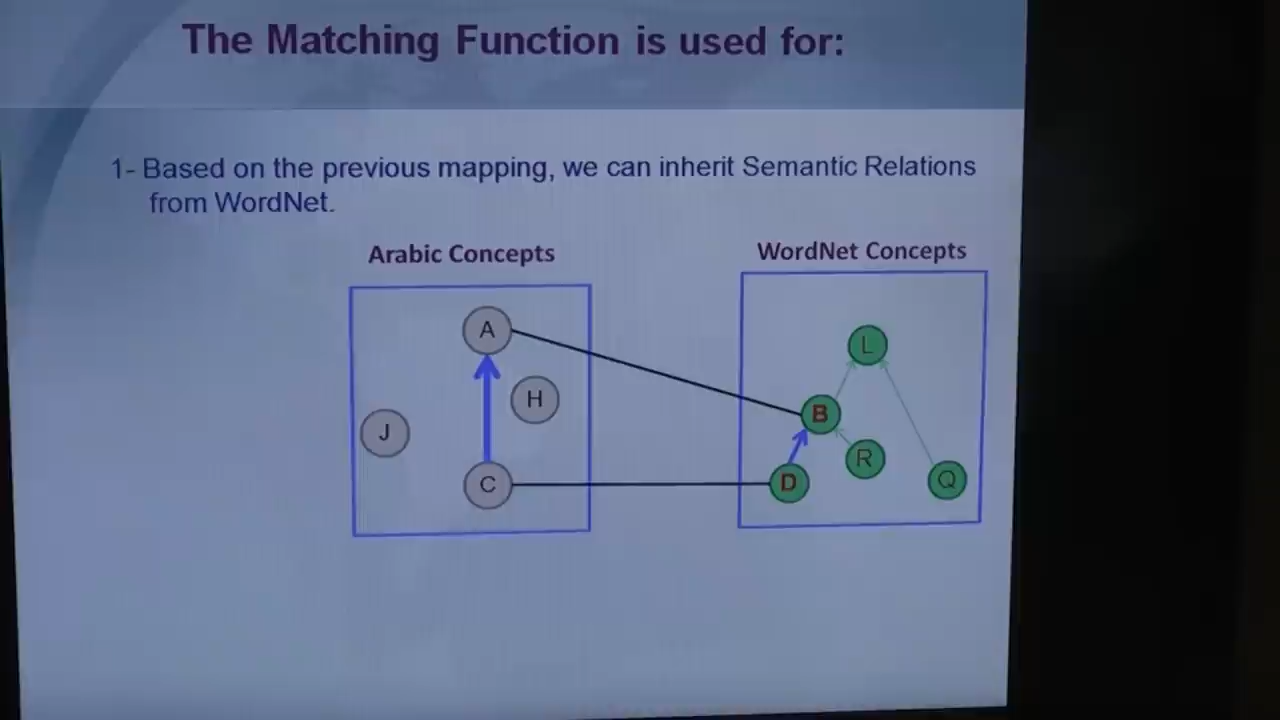 The Matching Function is used for:
1- Based on the previous mapping, we can inherit Semantic Relations
from WordNet.
Arabic Concepts
WordNet Concepts
A
H
J
C
L
B
R
D
Q